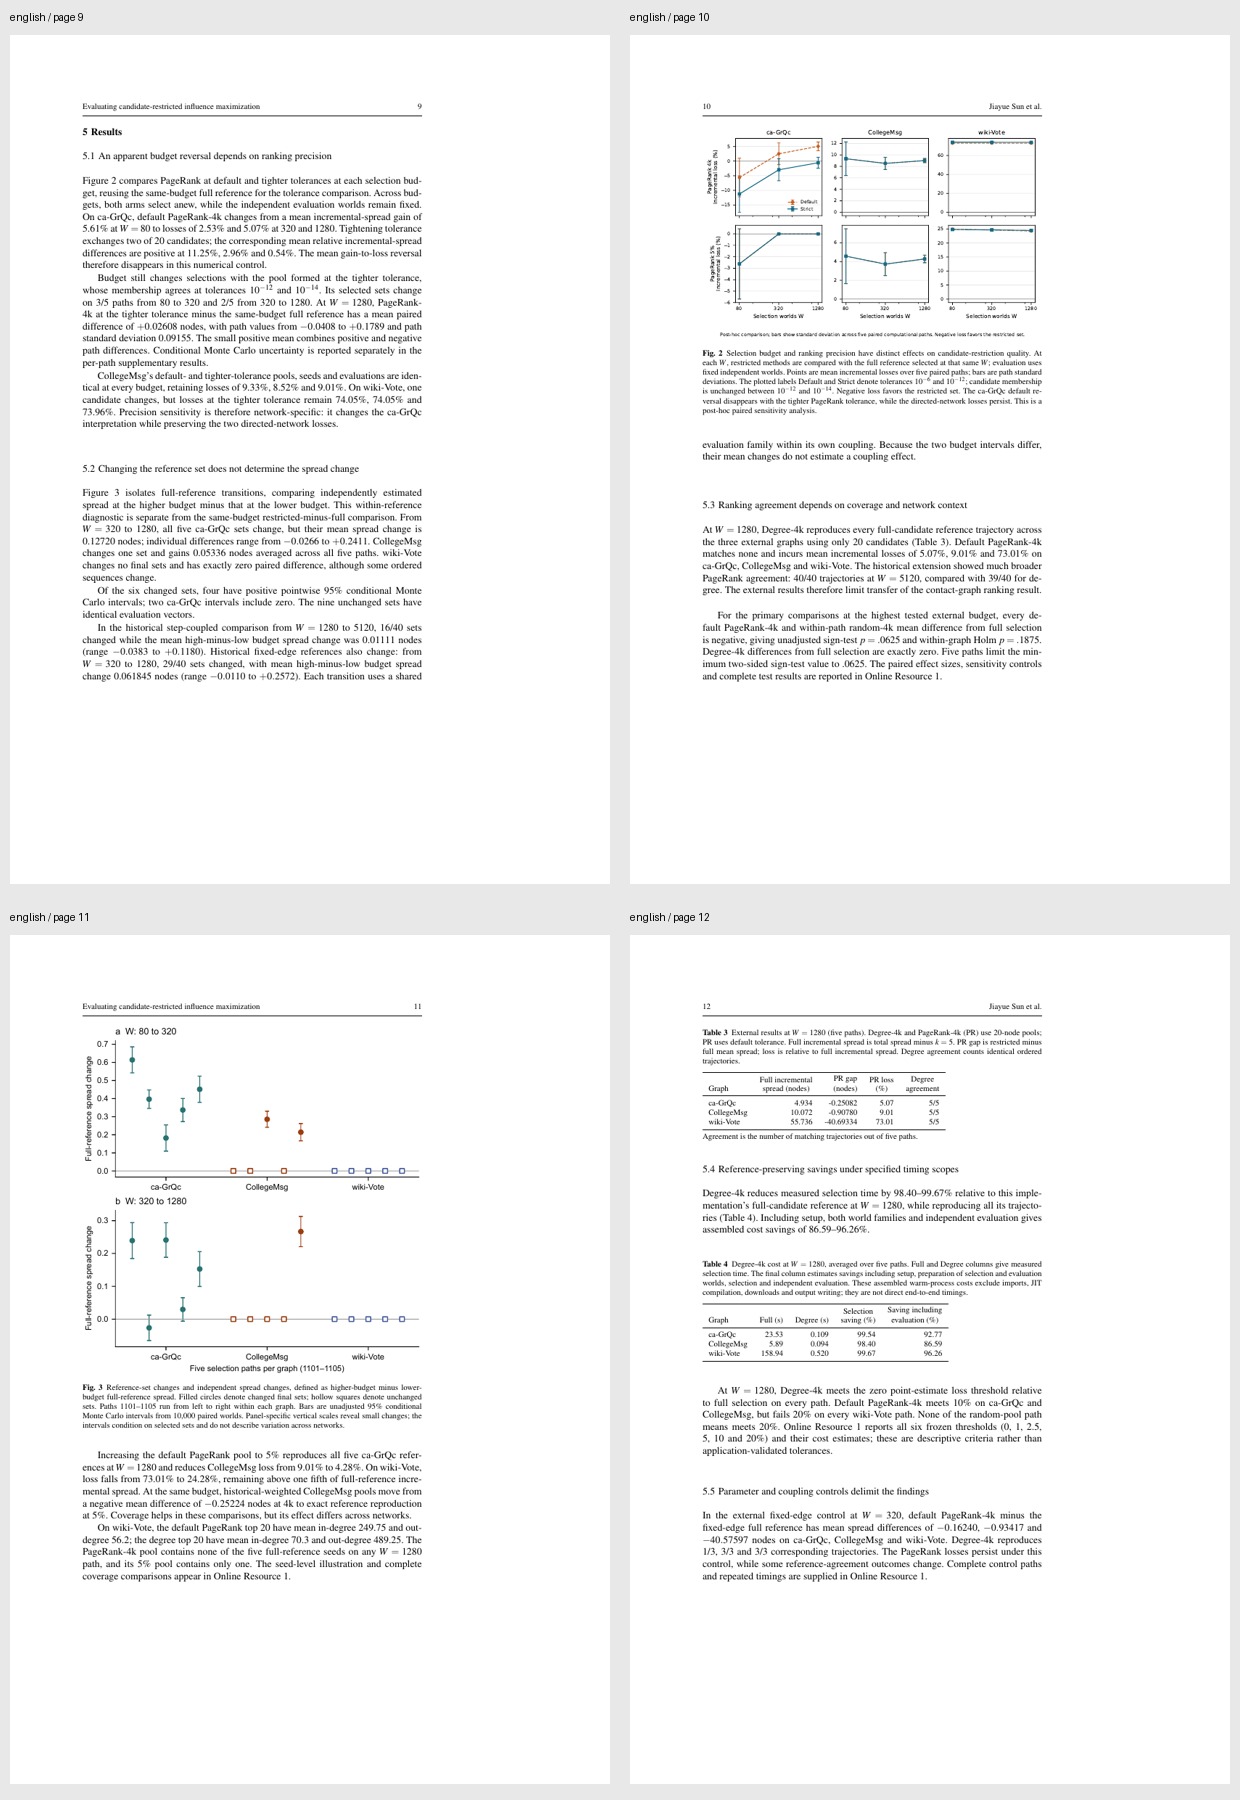 english / page 9
Evaluating candidate-restricted influence maximization 9
5 Results
5.1 An apparent budget reversal depends on ranking precision
Figure 2 compares PageRank at default and tighter tolerances at each selection bud-
get, reusing the same-budget full reference for the tolerance comparison. Across bud-
gets, both arms select anew, while the independent evaluation worlds remain fixed.
On ca-GrQc, default PageRank-4k changes from a mean incremental-spread gain of
5.61% at W = 80 to losses of 2.53% and 5.07% at 320 and 1280. Tightening tolerance
exchanges two of 20 candidates; the corresponding mean relative incremental-spread
differences are positive at 11.25%, 2.96% and 0.54%. The mean gain-to-loss reversal
therefore disappears in this numerical control.
Budget still changes selections with the pool formed at the tighter tolerance,
whose membership agrees at tolerances 10⁻¹² and 10⁻¹⁴. Its selected sets change
on 3/5 paths from 80 to 320 and 2/5 from 320 to 1280. At W = 1280, PageRank-
4k at the tighter tolerance minus the same-budget full reference has a mean paired
difference of +0.02608 nodes, with path values from −0.0408 to +0.1789 and path
standard deviation 0.09155. The small positive mean combines positive and negative
path differences. Conditional Monte Carlo uncertainty is reported separately in the
per-path supplementary results.
CollegeMsg's default- and tighter-tolerance pools, seeds and evaluations are iden-
tical at every budget, retaining losses of 9.33%, 8.52% and 9.01%. On wiki-Vote, one
candidate changes, but losses at the tighter tolerance remain 74.05%, 74.05% and
73.96%. Precision sensitivity is therefore network-specific: it changes the ca-GrQc
interpretation while preserving the two directed-network losses.
5.2 Changing the reference set does not determine the spread change
Figure 3 isolates full-reference transitions, comparing independently estimated
spread at the higher budget minus that at the lower budget. This within-reference
diagnostic is separate from the same-budget restricted-minus-full comparison. From
W = 320 to 1280, all five ca-GrQc sets change, but their mean spread change is
0.12720 nodes; individual differences range from −0.0266 to +0.2411. CollegeMsg
changes one set and gains 0.05336 nodes averaged across all five paths. wiki-Vote
changes no final sets and has exactly zero paired difference, although some ordered
sequences change.
Of the six changed sets, four have positive pointwise 95% conditional Monte
Carlo intervals; two ca-GrQc intervals include zero. The nine unchanged sets have
identical evaluation vectors.
In the historical step-coupled comparison from W = 1280 to 5120, 16/40 sets
changed while the mean high-minus-low budget spread change was 0.01111 nodes
(range −0.0383 to +0.1180). Historical fixed-edge references also change: from
W = 320 to 1280, 29/40 sets changed, with mean high-minus-low budget spread
change 0.061845 nodes (range −0.0110 to +0.2572). Each transition uses a shared
english / page 10
10 Jiayue Sun et al.
ca-GrQc CollegeMsg wiki-Vote
PageRank 4k
incremental loss (%)
5 0 −5 −10 −15
Default
Strict
12 10 8 6 4 2 0
60 40 20 0
PageRank 5%
incremental loss (%)
0 −1 −2 −3 −4 −5 −6
6 4 2 0
25 20 15 10 5 0
80 320 1280 80 320 1280 80 320 1280
Selection worlds W Selection worlds W Selection worlds W
Post-hoc comparison; bars show standard deviation across five paired computational paths. Negative loss favors the restricted set.
Fig. 2 Selection budget and ranking precision have distinct effects on candidate-restriction quality. At
each W, restricted methods are compared with the full reference selected at that same W; evaluation uses
fixed independent worlds. Points are mean incremental losses over five paired paths; bars are path standard
deviations. The plotted labels Default and Strict denote tolerances 10⁻⁶ and 10⁻¹²; candidate membership
is unchanged between 10⁻¹² and 10⁻¹⁴. Negative loss favors the restricted set. The ca-GrQc default re-
versal disappears with the tighter PageRank tolerance, while the directed-network losses persist. This is a
post-hoc paired sensitivity analysis.
evaluation family within its own coupling. Because the two budget intervals differ,
their mean changes do not estimate a coupling effect.
5.3 Ranking agreement depends on coverage and network context
At W = 1280, Degree-4k reproduces every full-candidate reference trajectory across
the three external graphs using only 20 candidates (Table 3). Default PageRank-4k
matches none and incurs mean incremental losses of 5.07%, 9.01% and 73.01% on
ca-GrQc, CollegeMsg and wiki-Vote. The historical extension showed much broader
PageRank agreement: 40/40 trajectories at W = 5120, compared with 39/40 for de-
gree. The external results therefore limit transfer of the contact-graph ranking result.
For the primary comparisons at the highest tested external budget, every de-
fault PageRank-4k and within-path random-4k mean difference from full selection
is negative, giving unadjusted sign-test p = .0625 and within-graph Holm p = .1875.
Degree-4k differences from full selection are exactly zero. Five paths limit the min-
imum two-sided sign-test value to .0625. The paired effect sizes, sensitivity controls
and complete test results are reported in Online Resource 1.
english / page 11
Evaluating candidate-restricted influence maximization 11
a W: 80 to 320
Full-reference spread change
0.7
0.6
0.5
0.4
0.3
0.2
0.1
0.0
ca-GrQc CollegeMsg wiki-Vote
b W: 320 to 1280
Full-reference spread change
0.3
0.2
0.1
0.0
ca-GrQc CollegeMsg wiki-Vote
Five selection paths per graph (1101–1105)
Fig. 3 Reference-set changes and independent spread changes, defined as higher-budget minus lower-
budget full-reference spread. Filled circles denote changed final sets; hollow squares denote unchanged
sets. Paths 1101–1105 run from left to right within each graph. Bars are unadjusted 95% conditional
Monte Carlo intervals from 10,000 paired worlds. Panel-specific vertical scales reveal small changes; the
intervals condition on selected sets and do not describe variation across networks.
Increasing the default PageRank pool to 5% reproduces all five ca-GrQc refer-
ences at W = 1280 and reduces CollegeMsg loss from 9.01% to 4.28%. On wiki-Vote,
loss falls from 73.01% to 24.28%, remaining above one fifth of full-reference incre-
mental spread. At the same budget, historical-weighted CollegeMsg pools move from
a negative mean difference of −0.25224 nodes at 4k to exact reference reproduction
at 5%. Coverage helps in these comparisons, but its effect differs across networks.
On wiki-Vote, the default PageRank top 20 have mean in-degree 249.75 and out-
degree 56.2; the degree top 20 have mean in-degree 70.3 and out-degree 489.25. The
PageRank-4k pool contains none of the five full-reference seeds on any W = 1280
path, and its 5% pool contains only one. The seed-level illustration and complete
coverage comparisons appear in Online Resource 1.
english / page 12
12 Jiayue Sun et al.
Table 3 External results at W = 1280 (five paths). Degree-4k and PageRank-4k (PR) use 20-node pools;
PR uses default tolerance. Full incremental spread is total spread minus k = 5. PR gap is restricted minus
full mean spread; loss is relative to full incremental spread. Degree agreement counts identical ordered
trajectories.
Graph Full incremental spread (nodes) PR gap (nodes) PR loss (%) Degree agreement
ca-GrQc 4.934 -0.25082 5.07 5/5
CollegeMsg 10.072 -0.90780 9.01 5/5
wiki-Vote 55.736 -40.69334 73.01 5/5
Agreement is the number of matching trajectories out of five paths.
5.4 Reference-preserving savings under specified timing scopes
Degree-4k reduces measured selection time by 98.40–99.67% relative to this imple-
mentation's full-candidate reference at W = 1280, while reproducing all its trajecto-
ries (Table 4). Including setup, both world families and independent evaluation gives
assembled cost savings of 86.59–96.26%.
Table 4 Degree-4k cost at W = 1280, averaged over five paths. Full and Degree columns give measured
selection time. The final column estimates savings including setup, preparation of selection and evaluation
worlds, selection and independent evaluation. These assembled warm-process costs exclude imports, JIT
compilation, downloads and output writing; they are not direct end-to-end timings.
Graph Full (s) Degree (s) Selection saving (%) Saving including evaluation (%)
ca-GrQc 23.53 0.109 99.54 92.77
CollegeMsg 5.89 0.094 98.40 86.59
wiki-Vote 158.94 0.520 99.67 96.26
At W = 1280, Degree-4k meets the zero point-estimate loss threshold relative
to full selection on every path. Default PageRank-4k meets 10% on ca-GrQc and
CollegeMsg, but fails 20% on every wiki-Vote path. None of the random-pool path
means meets 20%. Online Resource 1 reports all six frozen thresholds (0, 1, 2.5,
5, 10 and 20%) and their cost estimates; these are descriptive criteria rather than
application-validated tolerances.
5.5 Parameter and coupling controls delimit the findings
In the external fixed-edge control at W = 320, default PageRank-4k minus the
fixed-edge full reference has mean spread differences of −0.16240, −0.93417 and
−40.57597 nodes on ca-GrQc, CollegeMsg and wiki-Vote. Degree-4k reproduces
1/3, 3/3 and 3/3 corresponding trajectories. The PageRank losses persist under this
control, while some reference-agreement outcomes change. Complete control paths
and repeated timings are supplied in Online Resource 1.